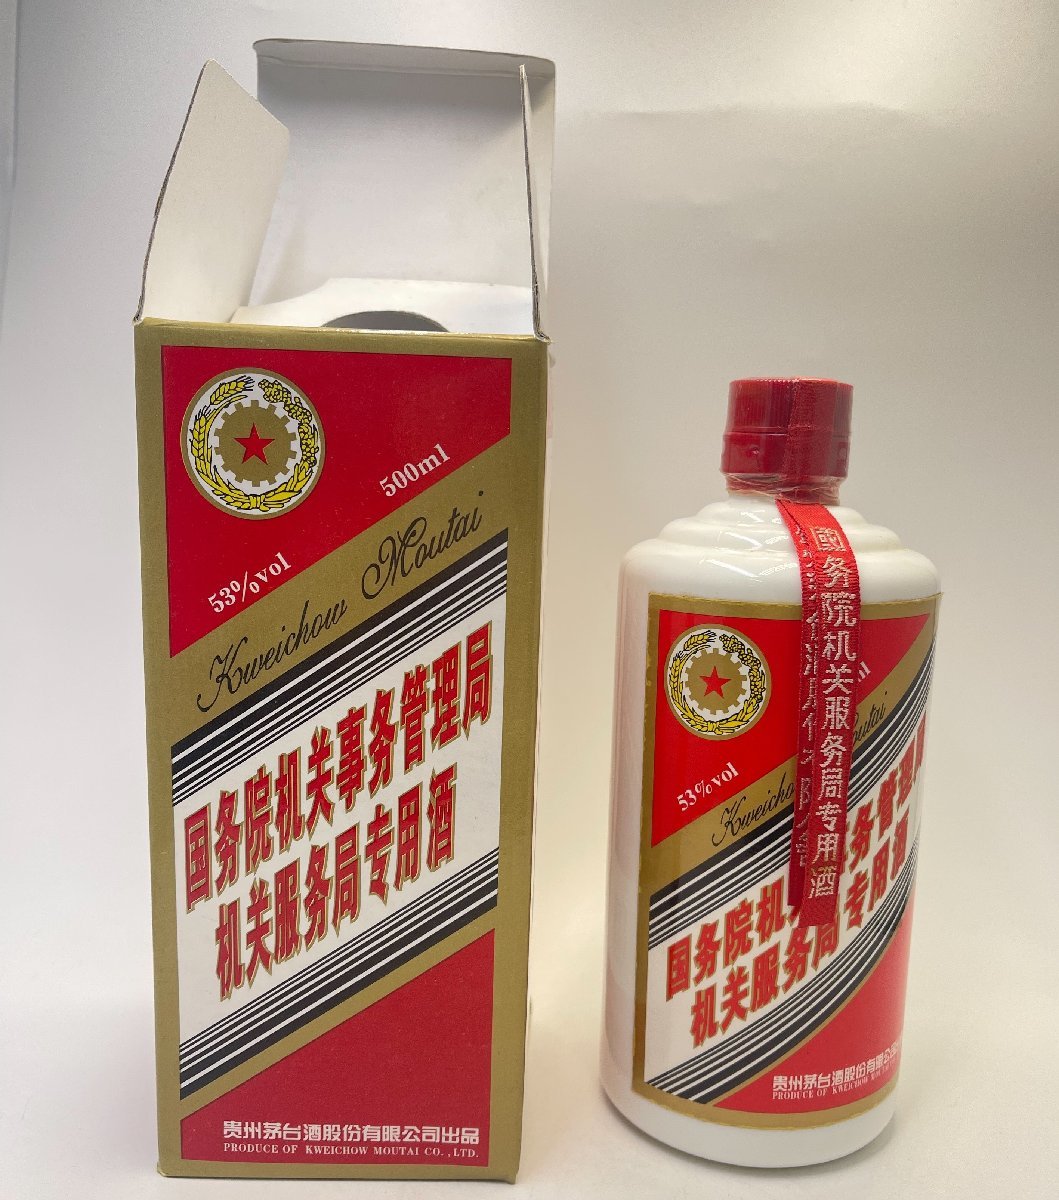 500ml
53%vol
Kweichow Moutai
国务院机关事务管理局
机关服务局专用酒
贵州茅台酒股份有限公司出品
PRODUCE OF KWEICHOW MOUTAI CO.,LTD.
國务院机关服务局专用酒
53%vol
国务院机
务管理
机关服务局专用酒
贵州茅台酒股份有限公
PRODUCE OF KWEICHOW